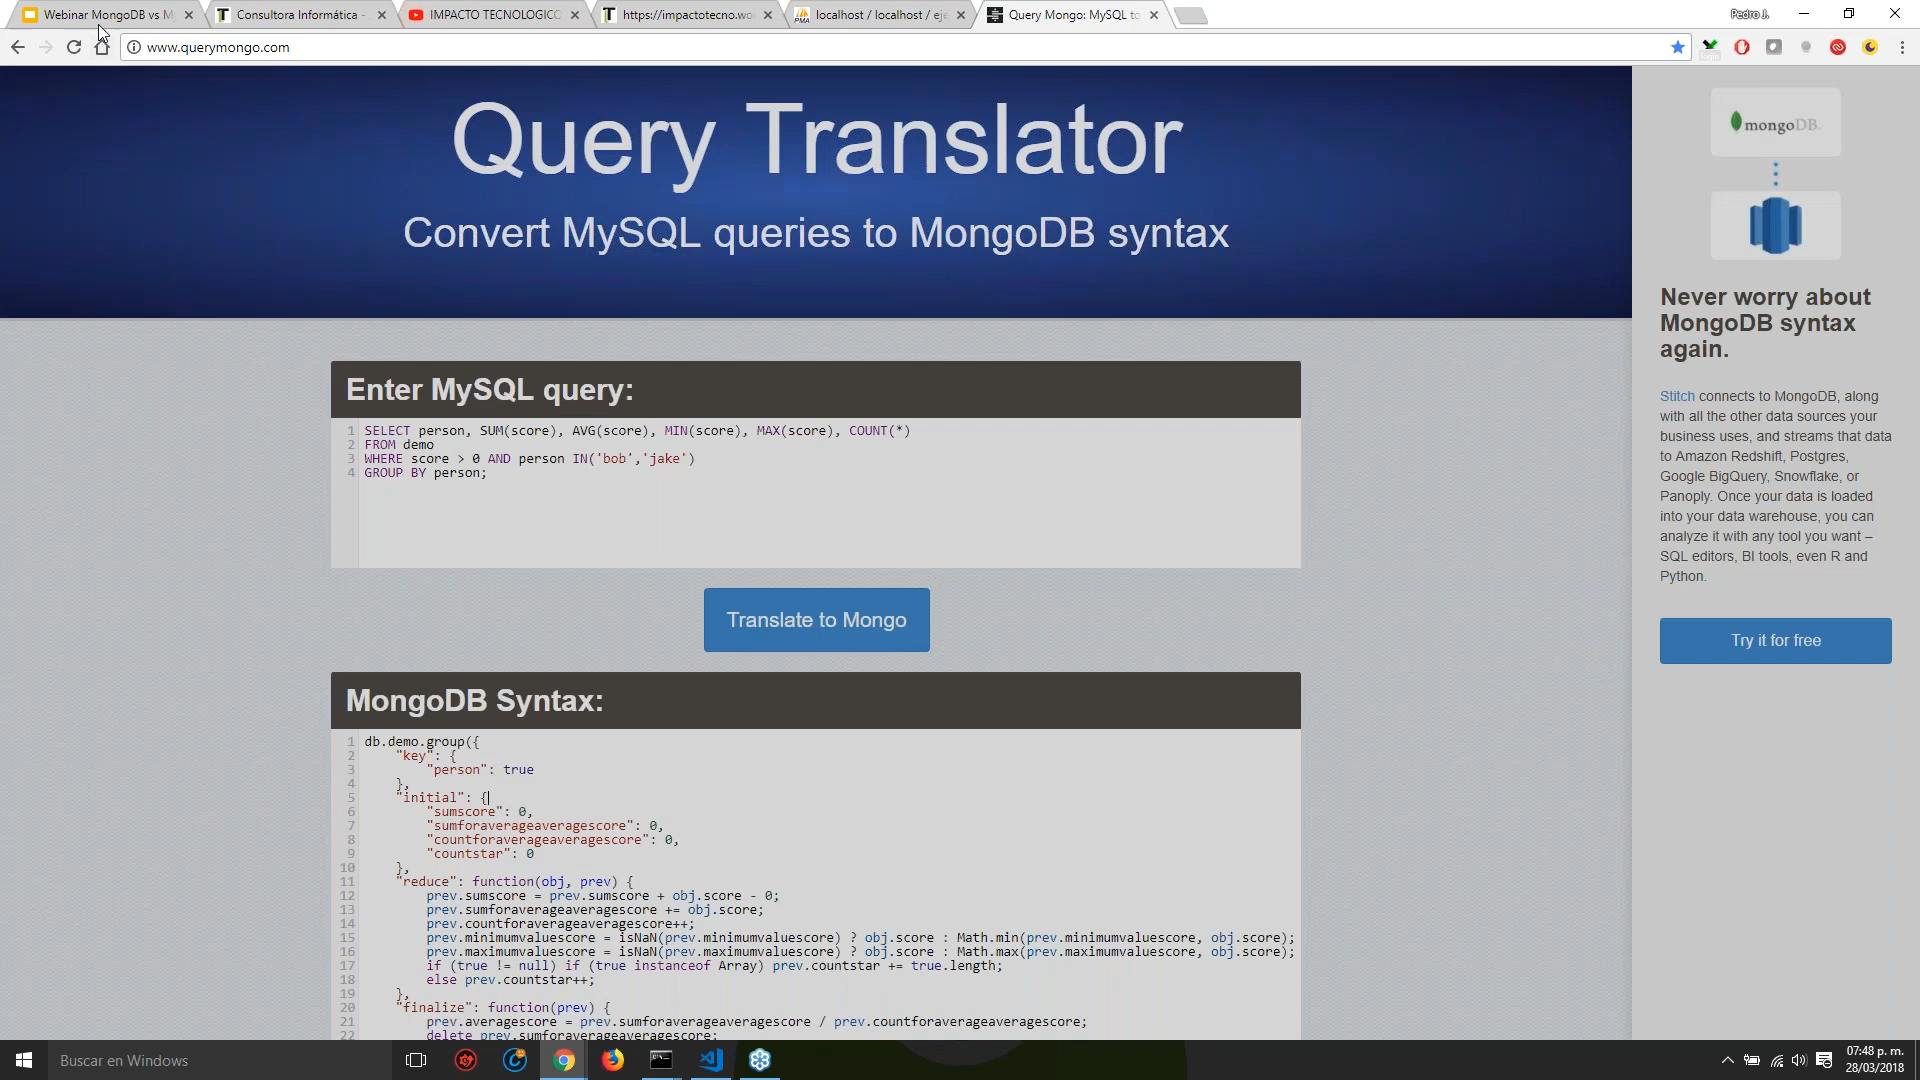 Webinar MongoDB vs M
Consultora Informática -
IMPACTO TECNOLOGICO
https://impactotecno.wo
localhost / localhost / eje
Query Mongo: MySQL to
Pedro J.
www.querymongo.com
Query Translator
Convert MySQL queries to MongoDB syntax
Enter MySQL query:
1 SELECT person, SUM(score), AVG(score), MIN(score), MAX(score), COUNT(*)
2 FROM demo
3 WHERE score > 0 AND person IN('bob','jake')
4 GROUP BY person;
Translate to Mongo
MongoDB Syntax:
1 db.demo.group({
2 "key": {
3 "person": true
4 },
5 "initial": {
6 "sumscore": 0,
7 "sumforaverageaveragescore": 0,
8 "countforaverageaveragescore": 0,
9 "countstar": 0
10 },
11 "reduce": function(obj, prev) {
12 prev.sumscore = prev.sumscore + obj.score - 0;
13 prev.sumforaverageaveragescore += obj.score;
14 prev.countforaverageaveragescore++;
15 prev.minimumvaluescore = isNaN(prev.minimumvaluescore) ? obj.score : Math.min(prev.minimumvaluescore, obj.score);
16 prev.maximumvaluescore = isNaN(prev.maximumvaluescore) ? obj.score : Math.max(prev.maximumvaluescore, obj.score);
17 if (true != null) if (true instanceof Array) prev.countstar += true.length;
18 else prev.countstar++;
19 },
20 "finalize": function(prev) {
21 prev.averagescore = prev.sumforaverageaveragescore / prev.countforaverageaveragescore;
22 delete prev.sumforaverageaveragescore;
mongoDB
Never worry about
MongoDB syntax
again.
Stitch connects to MongoDB, along
with all the other data sources your
business uses, and streams that data
to Amazon Redshift, Postgres,
Google BigQuery, Snowflake, or
Panoply. Once your data is loaded
into your data warehouse, you can
analyze it with any tool you want –
SQL editors, BI tools, even R and
Python.
Try it for free
Buscar en Windows
07:48 p. m.
28/03/2018